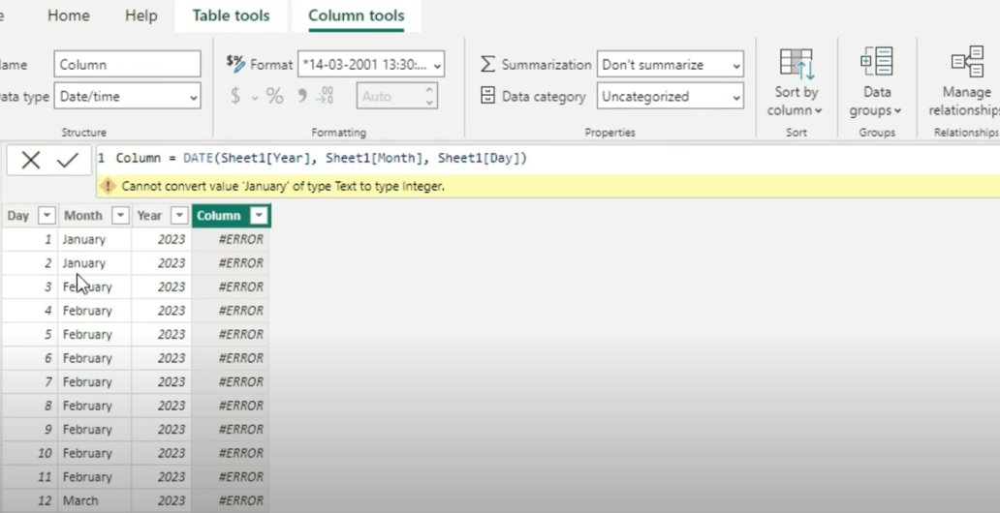 Home Help Table tools Column tools
Column
Format *14-03-2001 13:30:...
Summarization Don't summarize
Date/time
$ % 9 .00 Auto
Data category Uncategorized
Sort by column
Data groups
Manage
Structure Formatting Properties Sort Groups
1 Column = DATE(Sheet1[Year], Sheet1[Month], Sheet1[Day])
Cannot convert value 'January' of type Text to type Integer.
Day Month Year Column
1 January 2023 #ERROR
2 January 2023 #ERROR
3 February 2023 #ERROR
4 February 2023 #ERROR
5 February 2023 #ERROR
6 February 2023 #ERROR
7 February 2023 #ERROR
8 February 2023 #ERROR
9 February 2023 #ERROR
10 February 2023 #ERROR
11 February 2023 #ERROR
12 March 2023 #ERROR